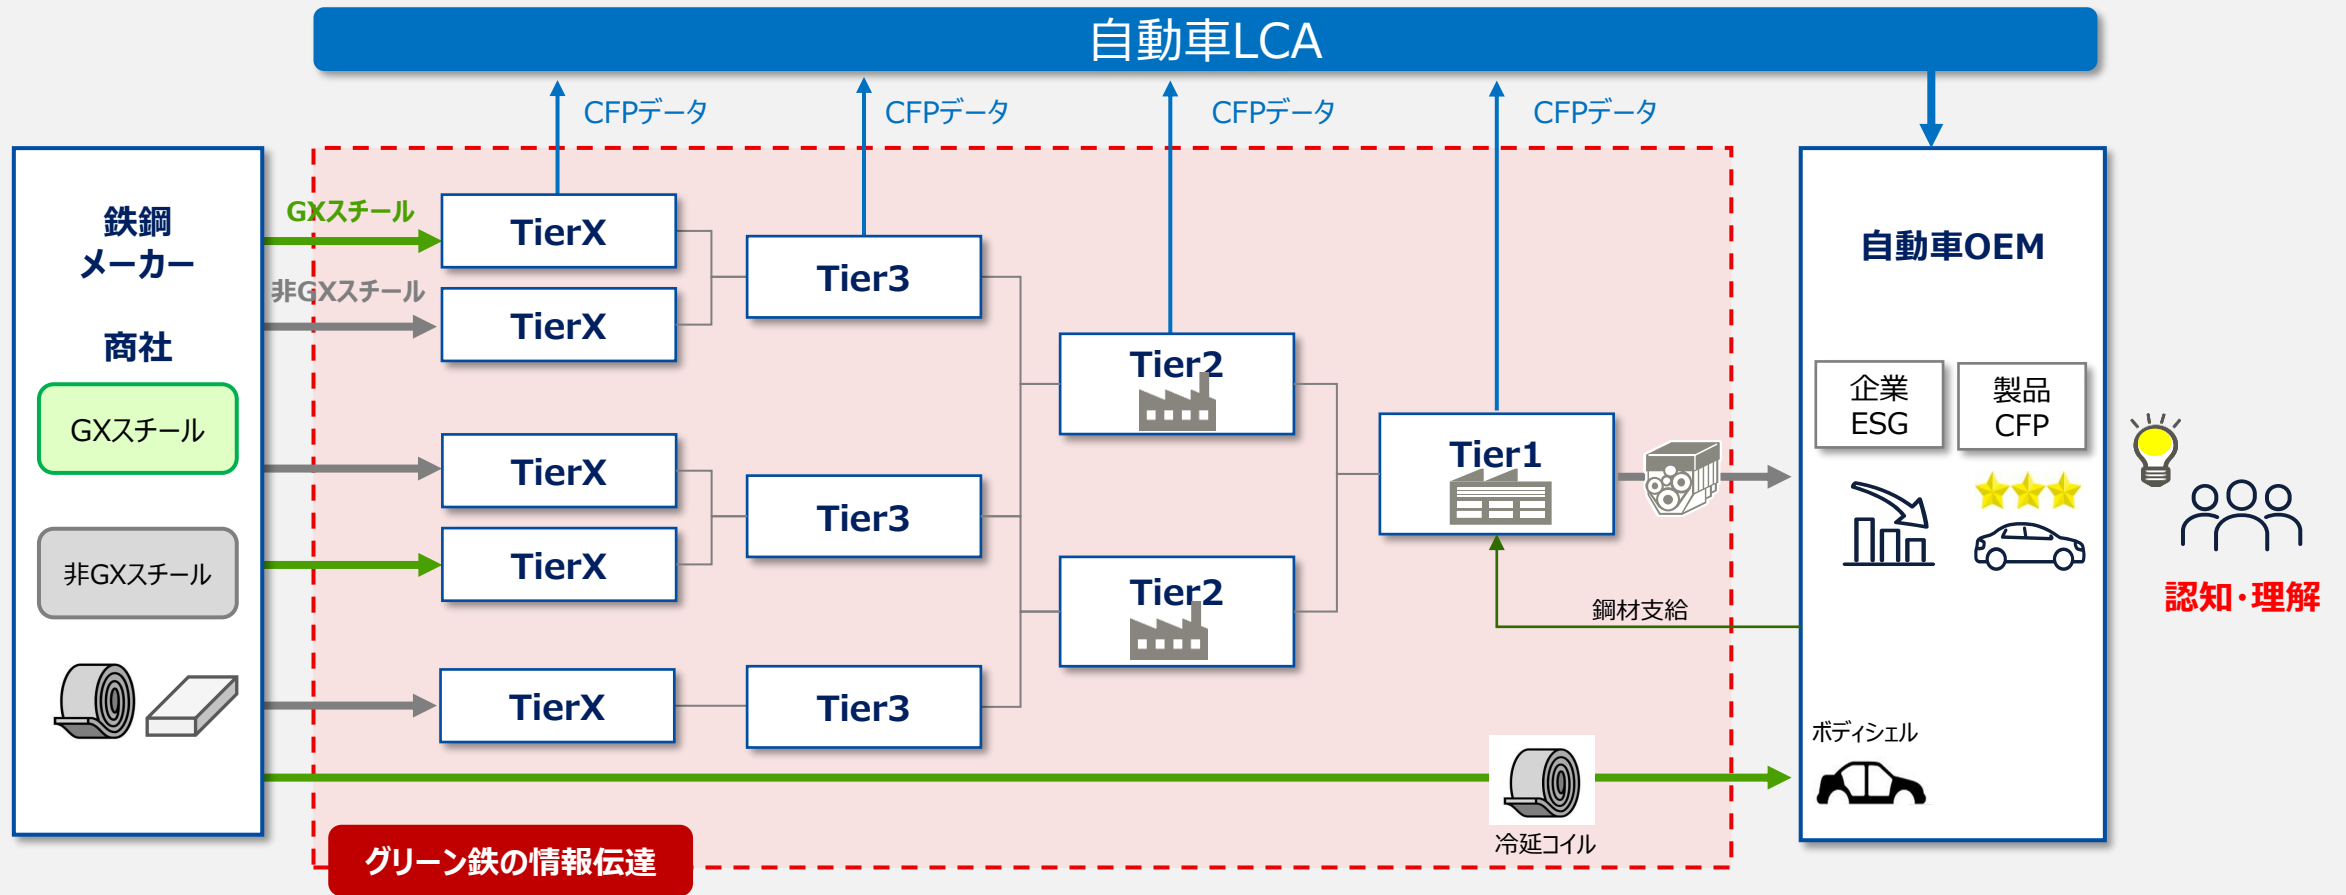 自動車LCA
CFPデータ
CFPデータ
CFPデータ
CFPデータ
鉄鋼
メーカー
商社
GXスチール
非GXスチール
GXスチール
非GXスチール
TierX
TierX
TierX
TierX
TierX
Tier3
Tier3
Tier3
Tier2
Tier2
Tier1
鋼材支給
冷延コイル
グリーン鉄の情報伝達
自動車OEM
企業
ESG
製品
CFP
ボディシェル
認知・理解